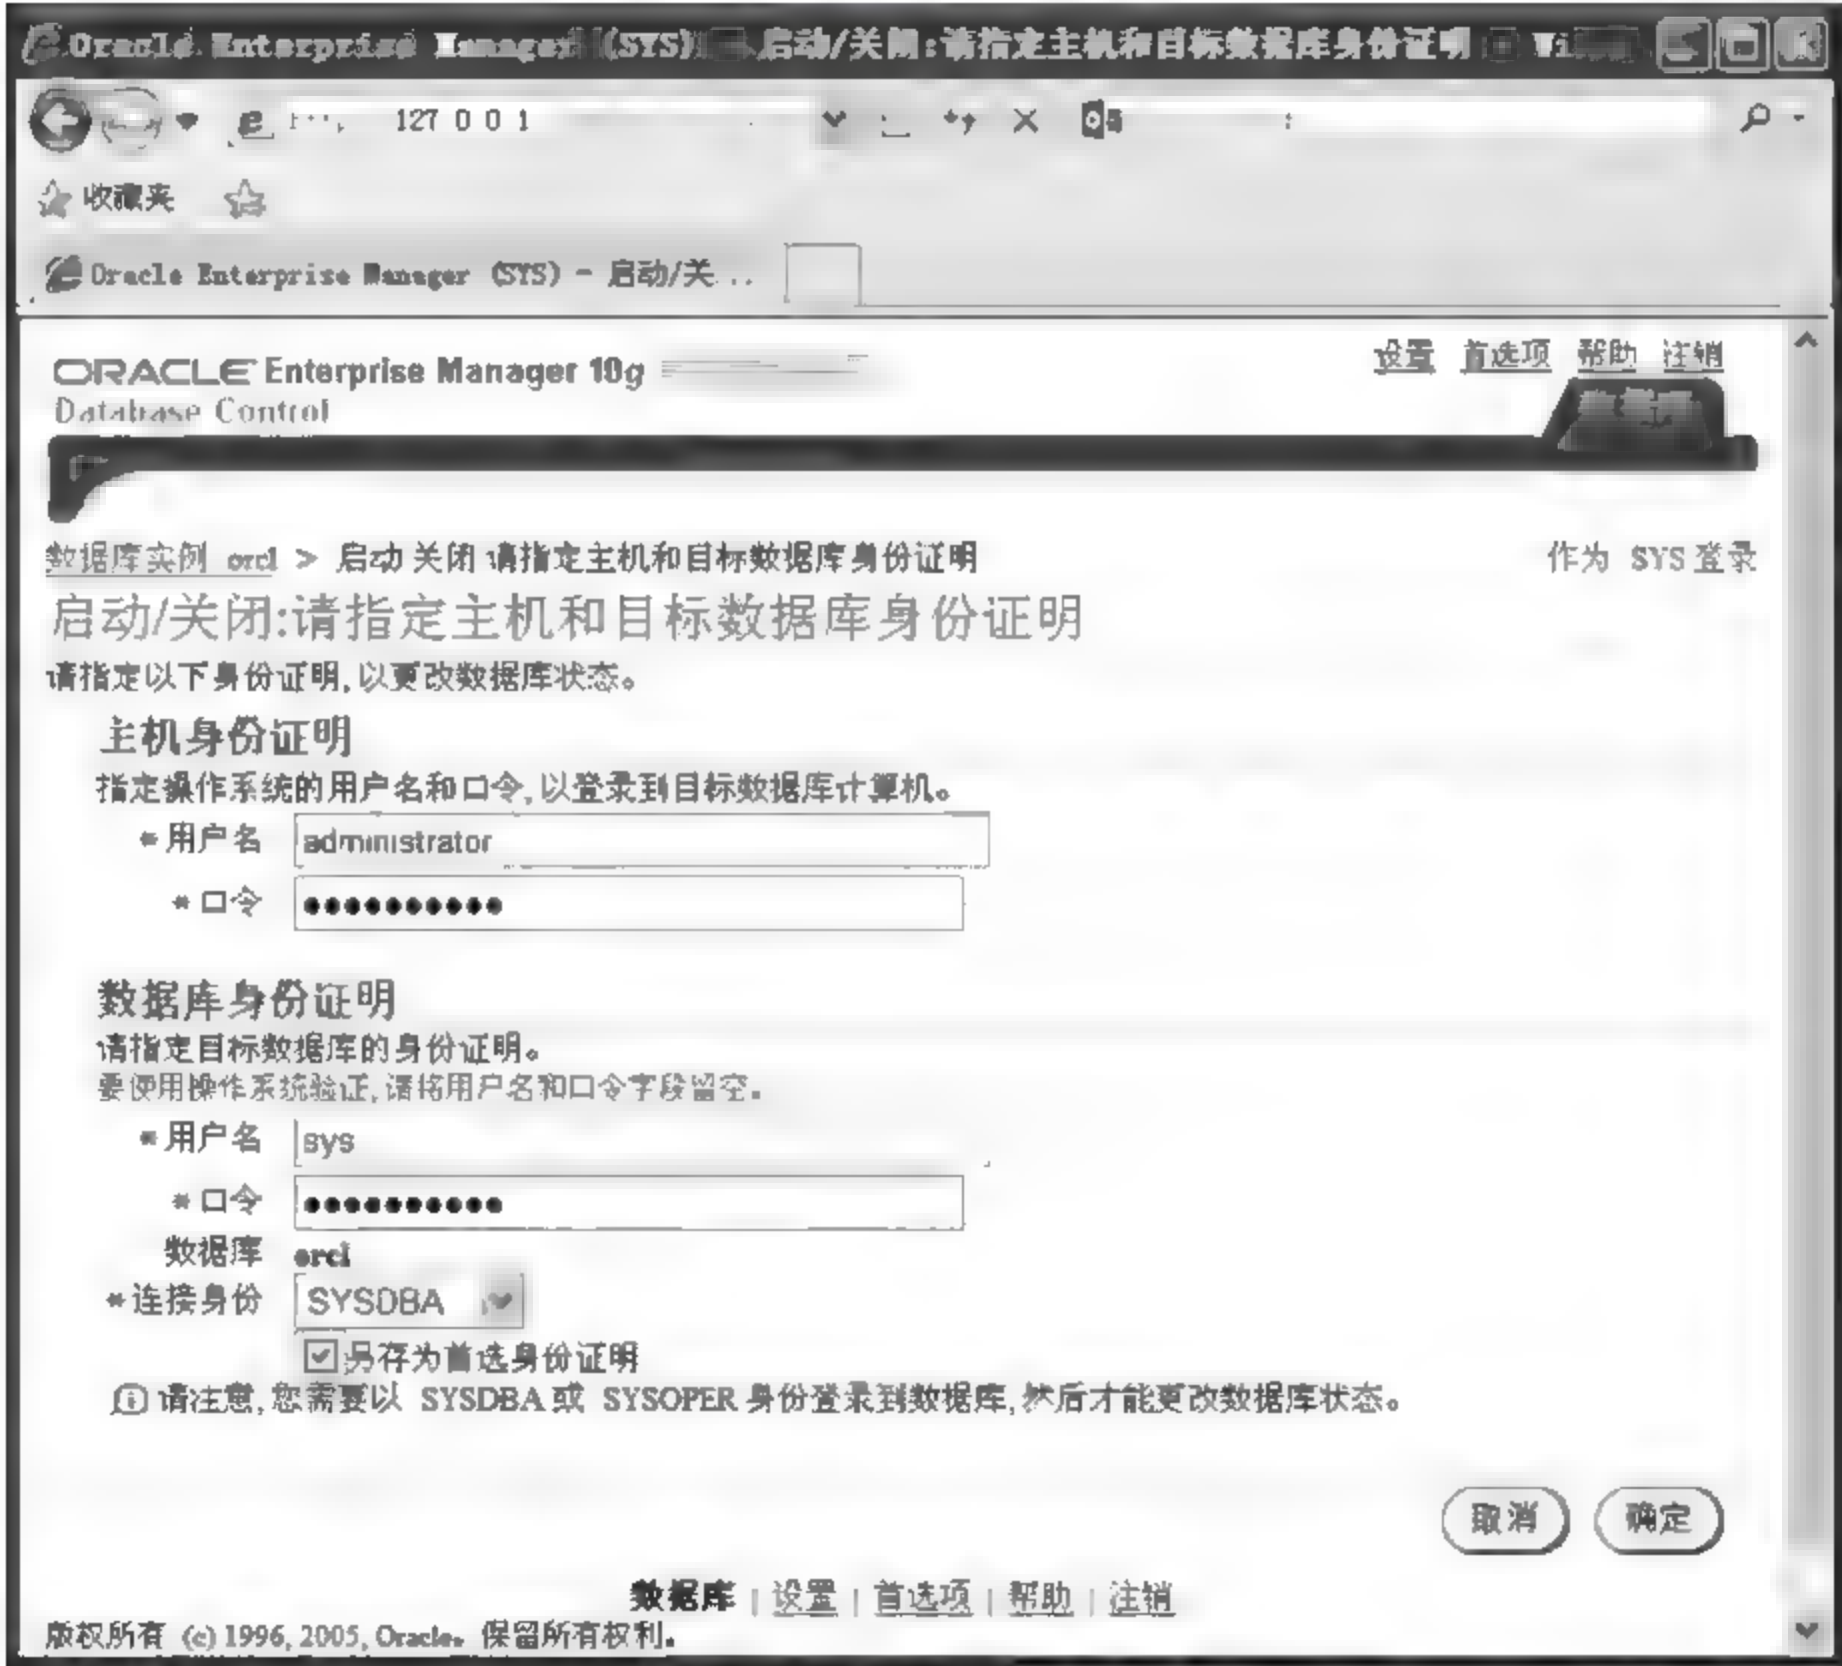 Oracle Enterprise Manager (SYS) 启动/关闭:请指定主机和目标数据库身份证明
127 0 0 1
收藏夹
Oracle Enterprise Manager (SYS) - 启动/关...
设置 首选项 帮助 注销
ORACLE Enterprise Manager 10g
Database Control
数据库实例 orcl > 启动 关闭 请指定主机和目标数据库身份证明
作为 SYS 登录
启动/关闭:请指定主机和目标数据库身份证明
请指定以下身份证明,以更改数据库状态。
主机身份证明
指定操作系统的用户名和口令,以登录到目标数据库计算机。
* 用户名 administrator
* 口令 ●●●●●●●●●●
数据库身份证明
请指定目标数据库的身份证明。
要使用操作系统验证,请将用户名和口令字段留空。
* 用户名 sys
* 口令 ●●●●●●●●●●
数据库 orcl
* 连接身份 SYSDBA
另存为首选身份证明
请注意,您需要以 SYSDBA 或 SYSOPER 身份登录到数据库,然后才能更改数据库状态。
取消 确定
数据库 | 设置 | 首选项 | 帮助 | 注销
版权所有 (c) 1996, 2005, Oracle。保留所有权利。